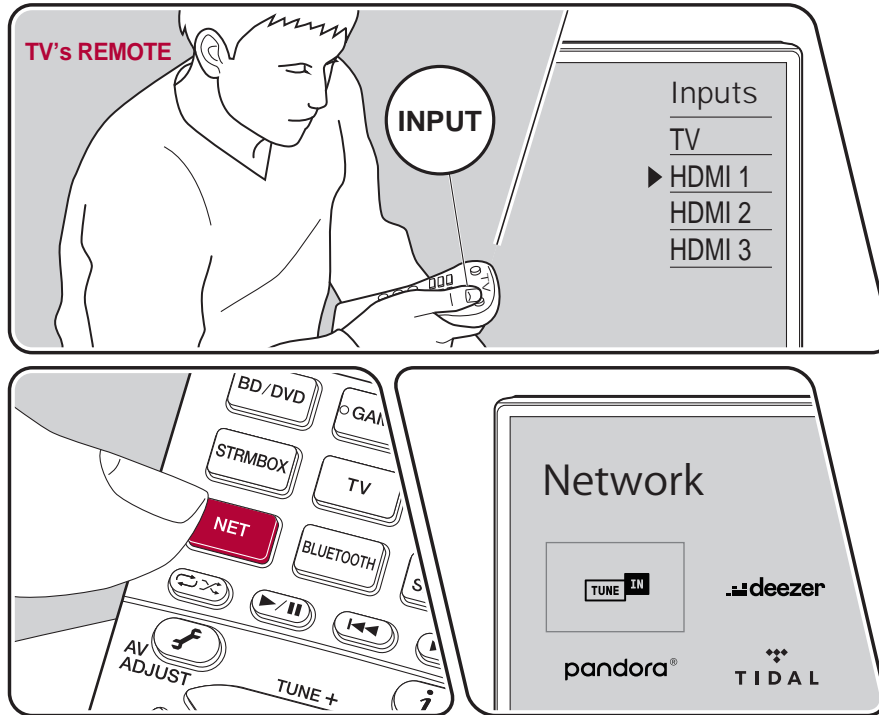 TV's REMOTE
INPUT
TV
Inputs
TV
HDMI 1
HDMI 2
HDMI 3
BD/DVD
STRMBOX
TV
NET
BLUETOOTH
AV
ADJUST
TUNE +
i
Network
TUNE IN
deezer
pandora®
TIDAL